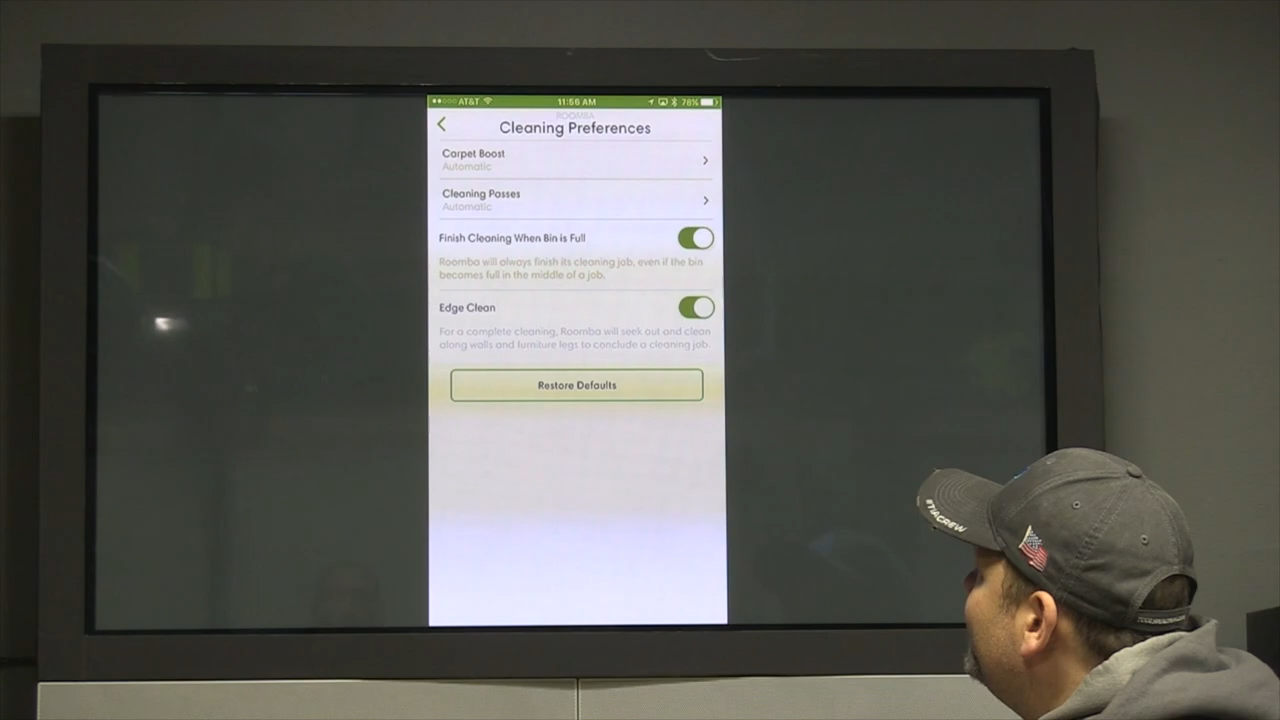 AT&T 11:56 AM 78%
ROOMBA
Cleaning Preferences
Carpet Boost
Automatic
Cleaning Passes
Automatic
Finish Cleaning When Bin is Full
Roomba will always finish its cleaning job, even if the bin
becomes full in the middle of a job.
Edge Clean
For a complete cleaning, Roomba will seek out and clean
along walls and furniture legs to conclude a cleaning job.
Restore Defaults
#TIACREW